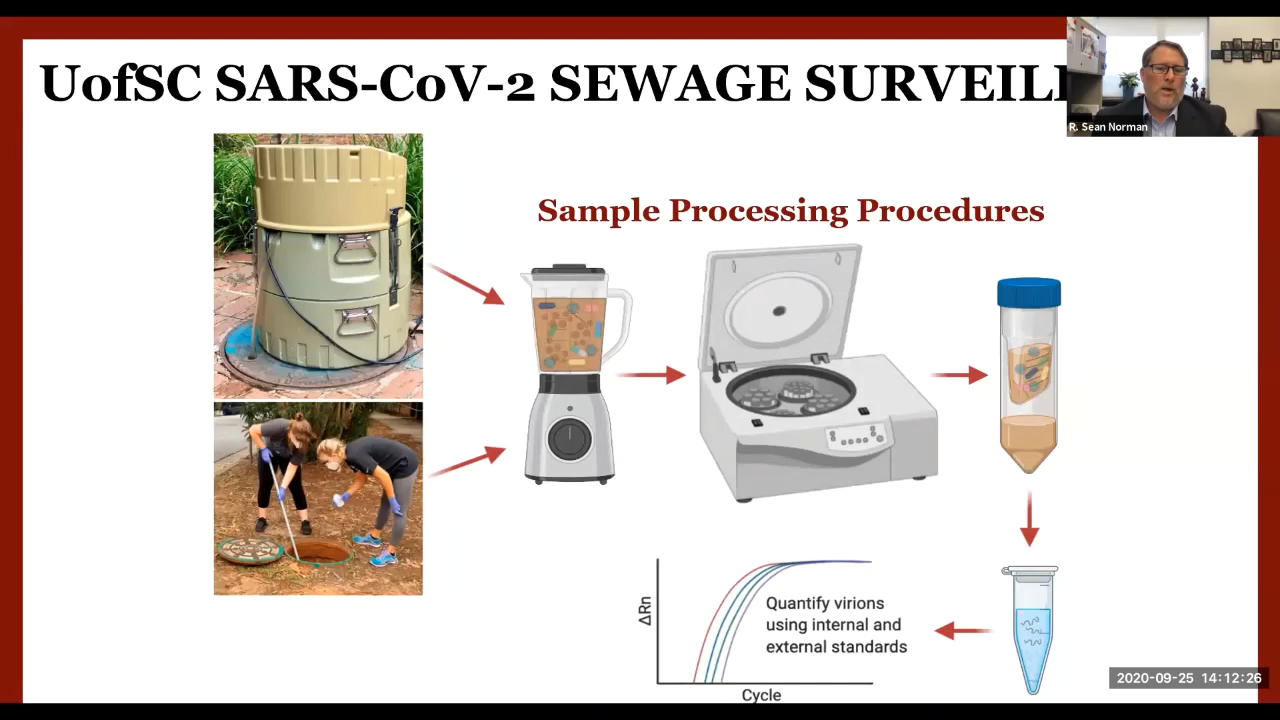 UofSC SARS-CoV-2 SEWAGE
R. Sean Norman
Sample Processing Procedures
ΔRn
Quantify virions
using internal and
external standards
Cycle
2020-09-25 14:12:26